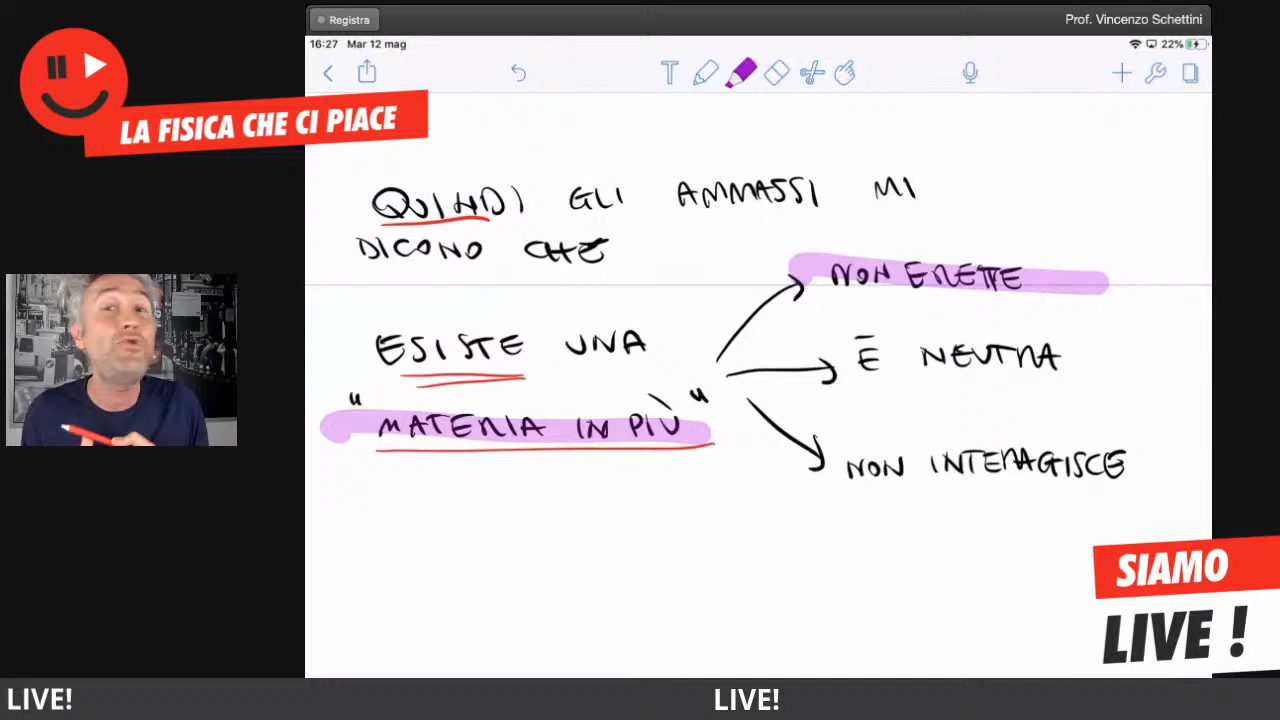 Registra
Prof. Vincenzo Schettini
16:27 Mar 12 mag
22%
LA FISICA CHE CI PIACE
QUINDI GLI AMMASSI MI
DICONO CHE
NON EMETTE
ESISTE UNA
È NEUTRA
"MATERIA IN PIÙ"
NON INTERAGISCE
SIAMO
LIVE !
LIVE!
LIVE!